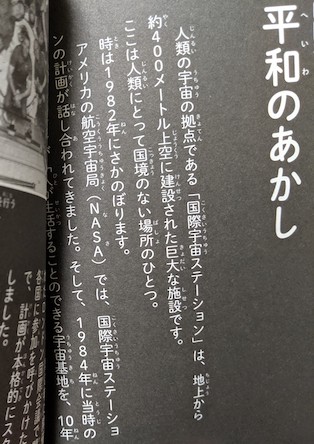 平和のあかし
人類の宇宙の拠点である「国際宇宙ステーション」は、地上から
約400メートル上空に建設された巨大な施設です。
ここは人類にとって国境のない場所のひとつ。
時は1982年にさかのぼります。
アメリカの航空宇宙局（NASA）では、国際宇宙ステーショ
ンの計画が話し合われてきました。そして、1984年に当時の
が生活することのできる宇宙基地を、10年
各国に参加を呼びかけた
で、計画が本格的にス
しました。